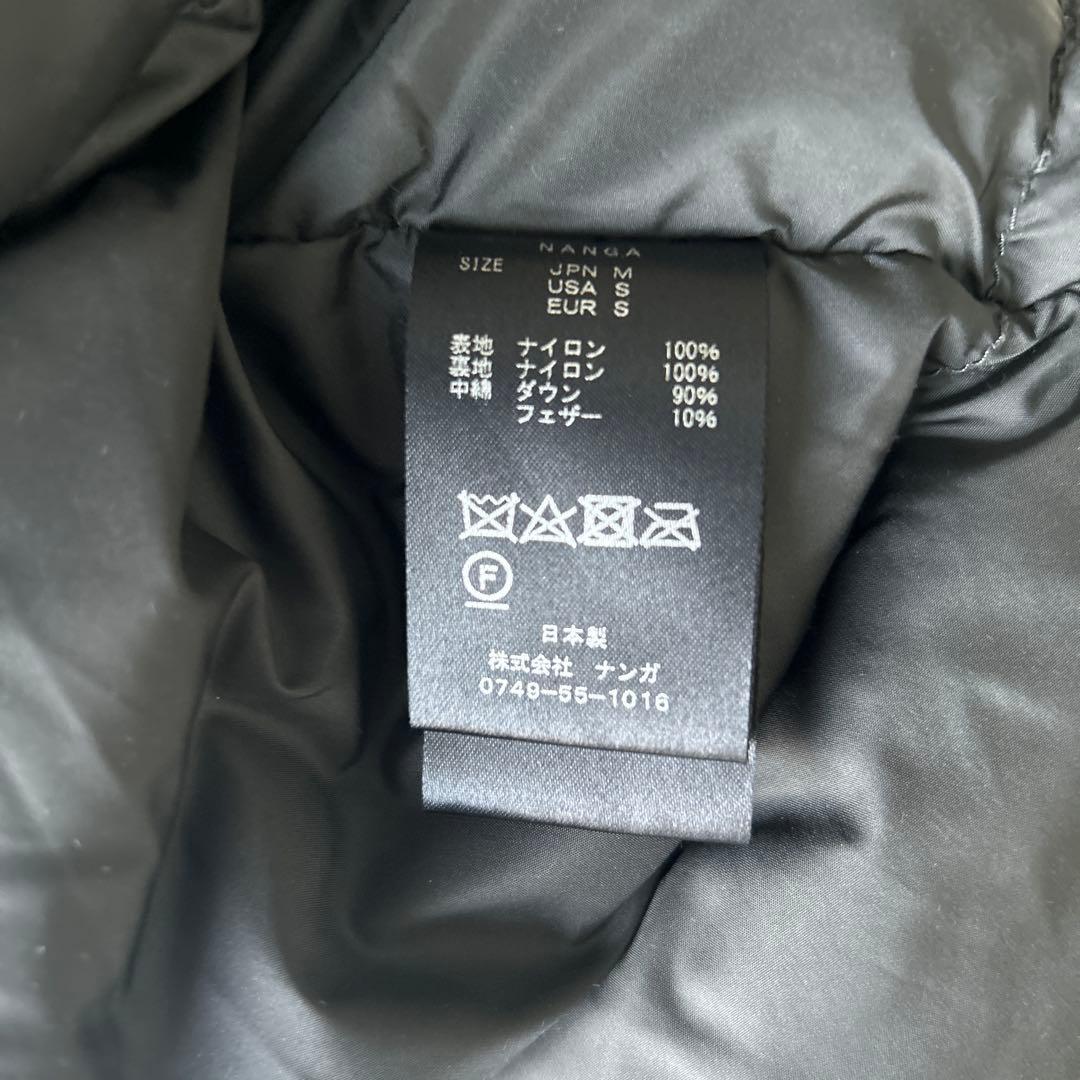 NANGA
SIZE JPN M
USA S
EUR S
表地 ナイロン 100%
裏地 ナイロン 100%
中綿 ダウン 90%
フェザー 10%
F
日本製
株式会社 ナンガ
0749-55-1016